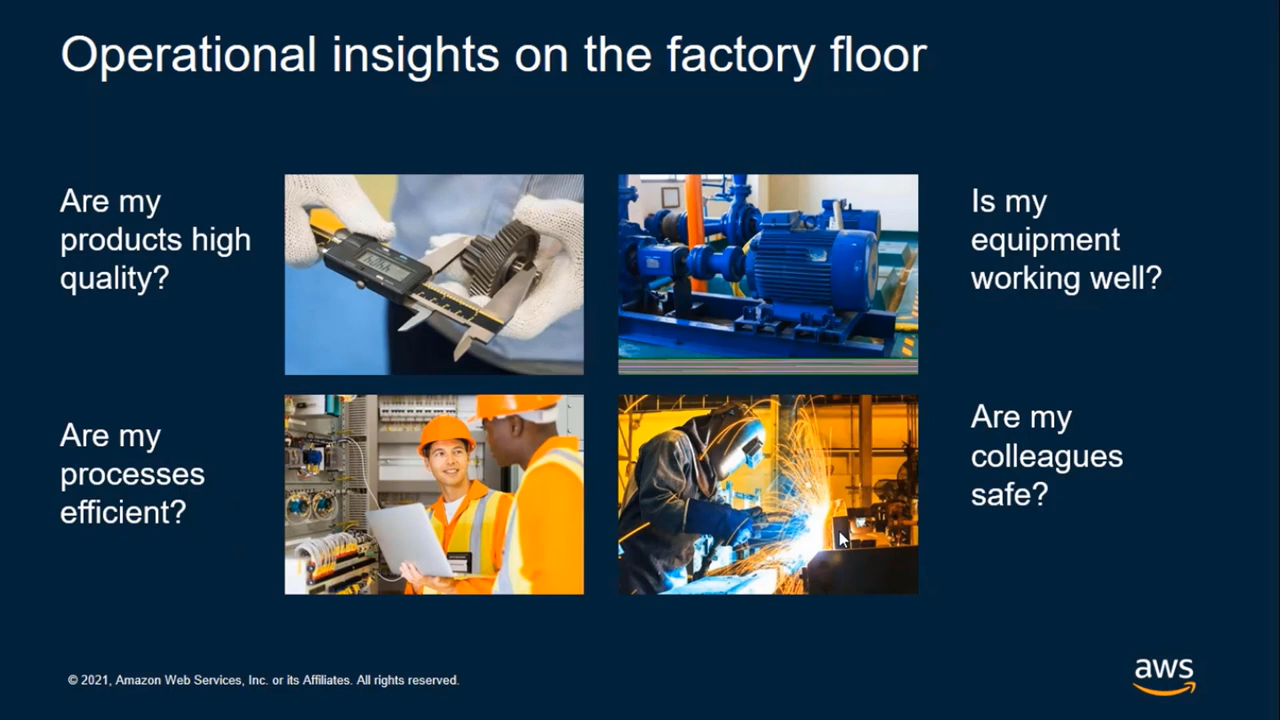 Operational insights on the factory floor
Are my
products high
quality?
Is my
equipment
working well?
Are my
processes
efficient?
Are my
colleagues
safe?
© 2021, Amazon Web Services, Inc. or its Affiliates. All rights reserved.
aws